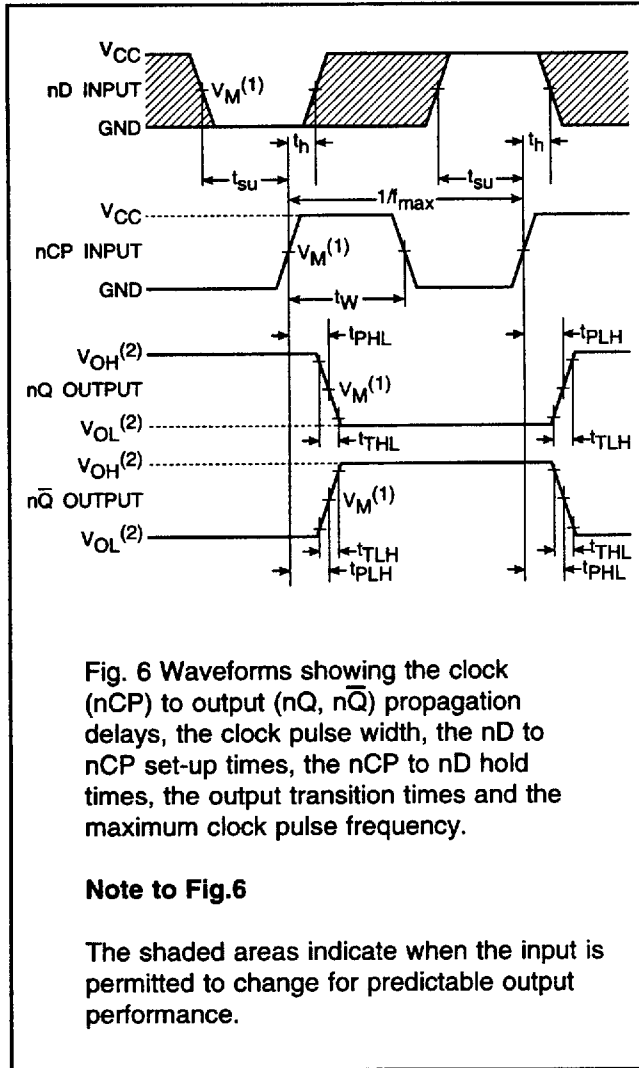 VCC
nD INPUT
VM(1)
GND
th
th
tsu
tsu
1/fmax
VCC
nCP INPUT
VM(1)
GND
tW
tPHL
tPLH
VOH(2)
nQ OUTPUT
VM(1)
VOL(2)
tTHL
tTLH
VOH(2)
nQ̅ OUTPUT
VM(1)
VOL(2)
tTLH
tTHL
tPLH
tPHL
Fig. 6 Waveforms showing the clock
(nCP) to output (nQ, nQ̅) propagation
delays, the clock pulse width, the nD to
nCP set-up times, the nCP to nD hold
times, the output transition times and the
maximum clock pulse frequency.
Note to Fig.6
The shaded areas indicate when the input is
permitted to change for predictable output
performance.